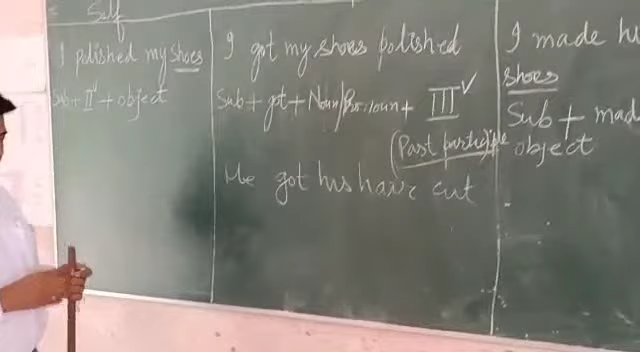 Self
I polished my shoes
Sub + II V + object
I got my shoes polished
Sub + got + Noun/Pronoun + III V
(Past participle
He got his hair cut
I made hi
shoes
Sub + mad
object